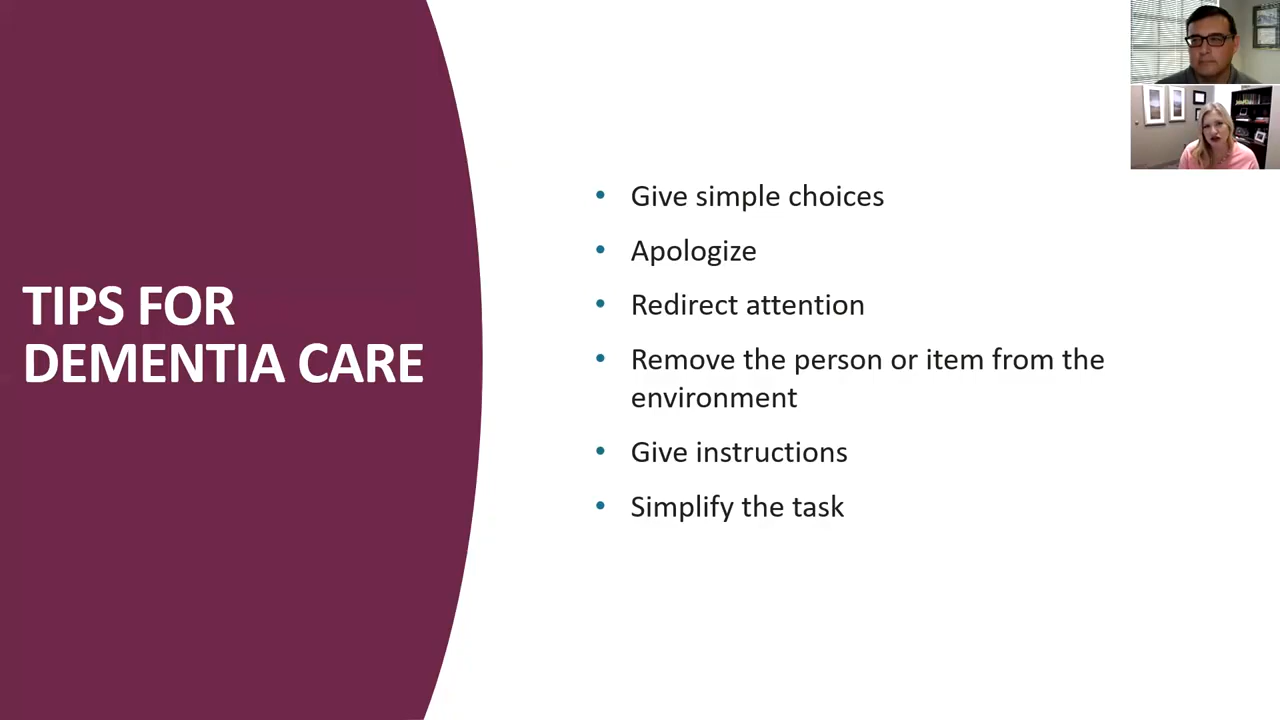 TIPS FOR
DEMENTIA CARE
• Give simple choices
• Apologize
• Redirect attention
• Remove the person or item from the
environment
• Give instructions
• Simplify the task